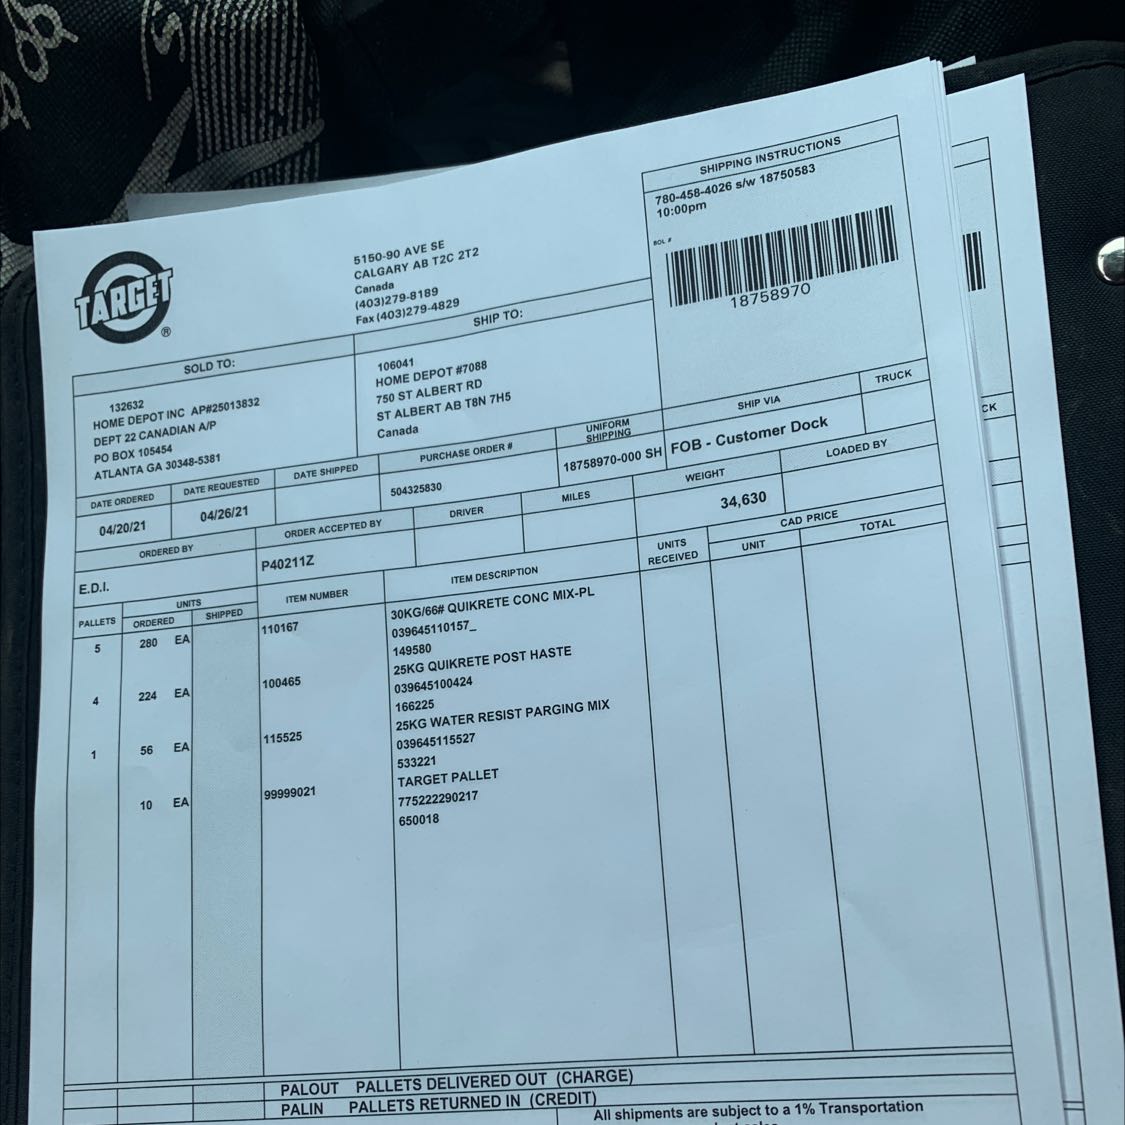 SHIPPING INSTRUCTIONS
780-458-4026 s/w 18750583
10:00pm
BOL #
18758970
TARGET
®
5150-90 AVE SE
CALGARY AB T2C 2T2
Canada
(403)279-8189
Fax (403)279-4829
SOLD TO:
132632
HOME DEPOT INC AP#25013832
DEPT 22 CANADIAN A/P
PO BOX 105454
ATLANTA GA 30348-5381
SHIP TO:
106041
HOME DEPOT #7088
750 ST ALBERT RD
ST ALBERT AB T8N 7H5
Canada
DATE ORDERED
04/20/21
DATE REQUESTED
04/26/21
DATE SHIPPED
PURCHASE ORDER #
504325830
UNIFORM
SHIPPING
18758970-000 SH
SHIP VIA
FOB - Customer Dock
TRUCK
CK
ORDERED BY
E.D.I.
ORDER ACCEPTED BY
P40211Z
DRIVER
MILES
WEIGHT
34,630
LOADED BY
PALLETS
UNITS
ORDERED SHIPPED
ITEM NUMBER
ITEM DESCRIPTION
UNITS
RECEIVED
CAD PRICE
UNIT TOTAL
5 280 EA 110167 30KG/66# QUIKRETE CONC MIX-PL
039645110157_
149580
4 224 EA 100465 25KG QUIKRETE POST HASTE
039645100424
166225
1 56 EA 115525 25KG WATER RESIST PARGING MIX
039645115527
533221
10 EA 99999021 TARGET PALLET
775222290217
650018
PALOUT PALLETS DELIVERED OUT (CHARGE)
PALIN PALLETS RETURNED IN (CREDIT)
All shipments are subject to a 1% Transportation